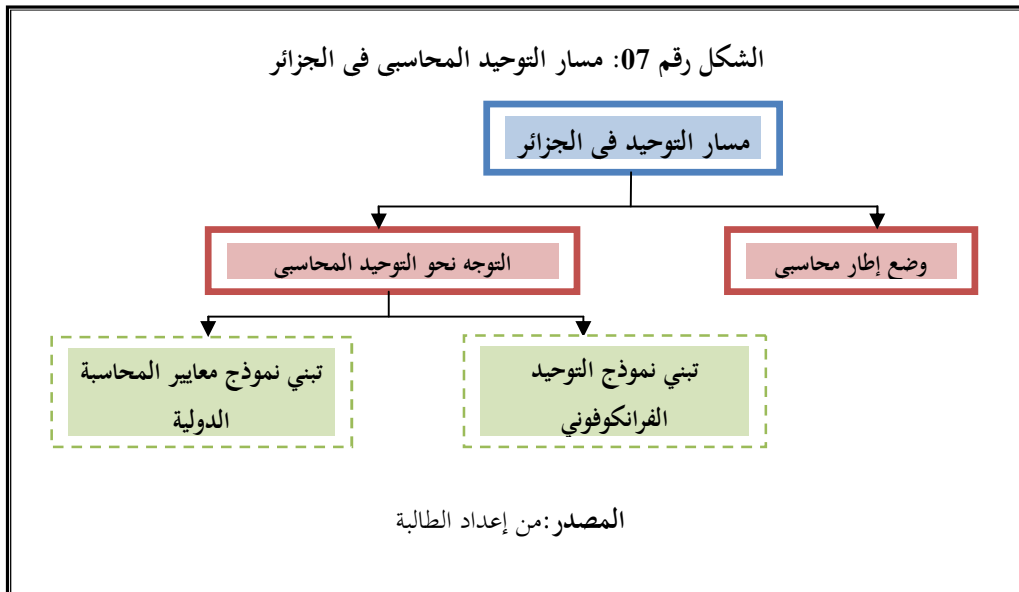 الشكل رقم 07: مسار التوحيد المحاسبي في الجزائر
مسار التوحيد في الجزائر
وضع إطار محاسبي
التوجه نحو التوحيد المحاسبي
تبني نموذج التوحيد
الفرانكوفوني
تبني نموذج معايير المحاسبة
الدولية
المصدر:من إعداد الطالبة